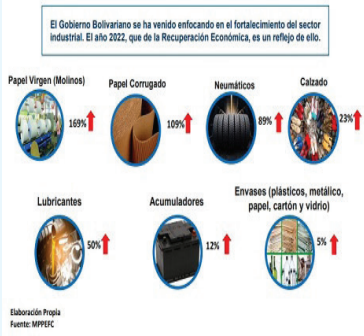 El Gobierno Bolivariano se ha venido enfocando en el fortalecimiento del sector
industrial. El año 2022, que de la Recuperación Económica, es un reflejo de ello.
Papel Virgen (Molinos)
Papel Corrugado
Neumáticos
Calzado
169%
109%
89%
23%
Lubricantes
Acumuladores
Envases (plásticos, metálico,
papel, cartón y vidrio)
50%
12%
5%
Elaboración Propia
Fuente: MPPEFC